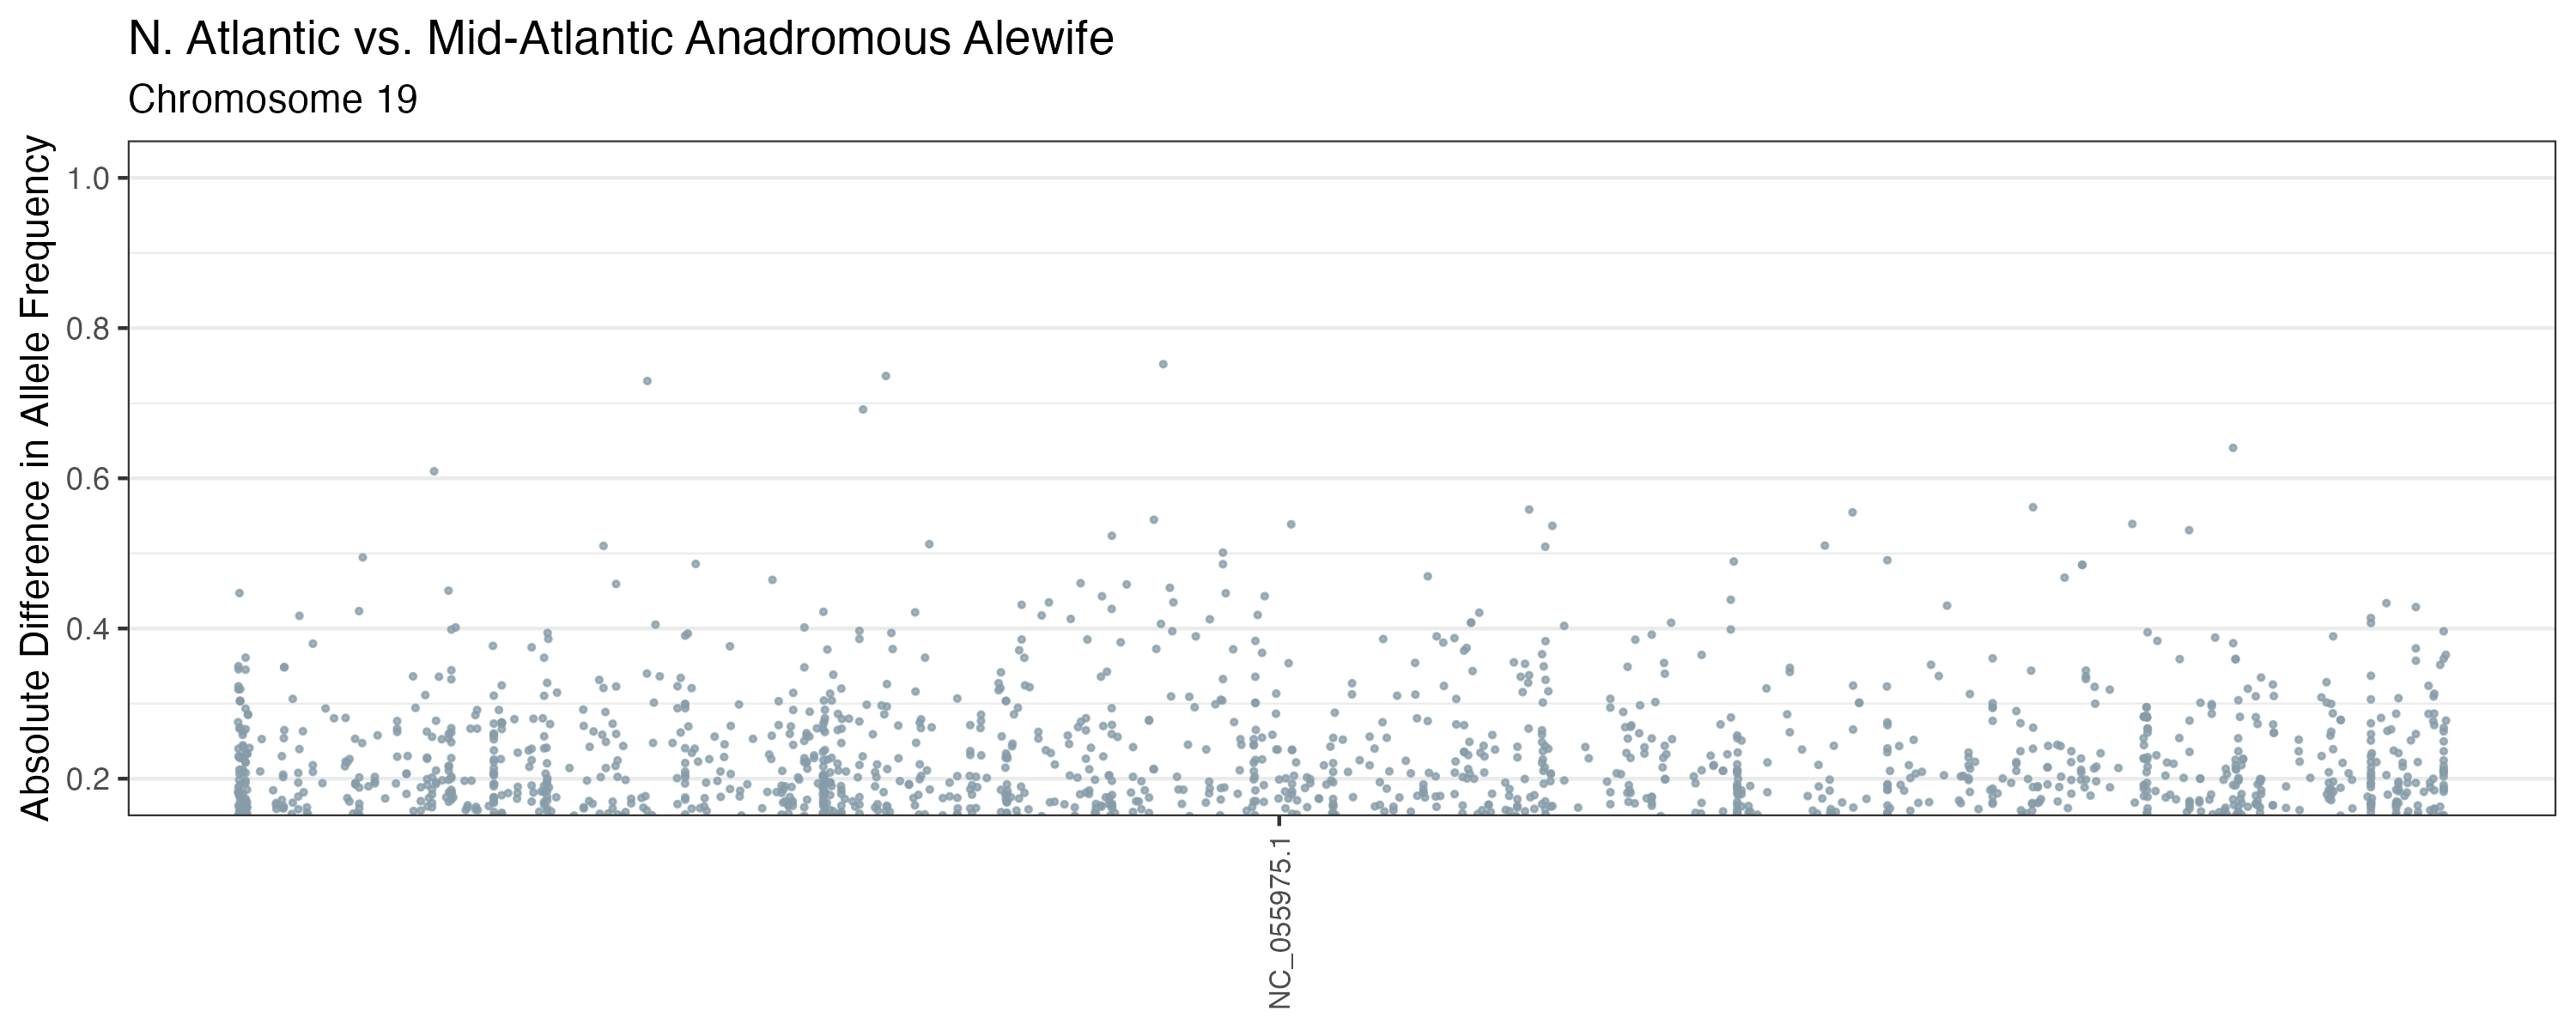 N. Atlantic vs. Mid-Atlantic Anadromous Alewife
Chromosome 19
Absolute Difference in Allele Frequency
1.0
0.8
0.6
0.4
0.2
NC_055975.1